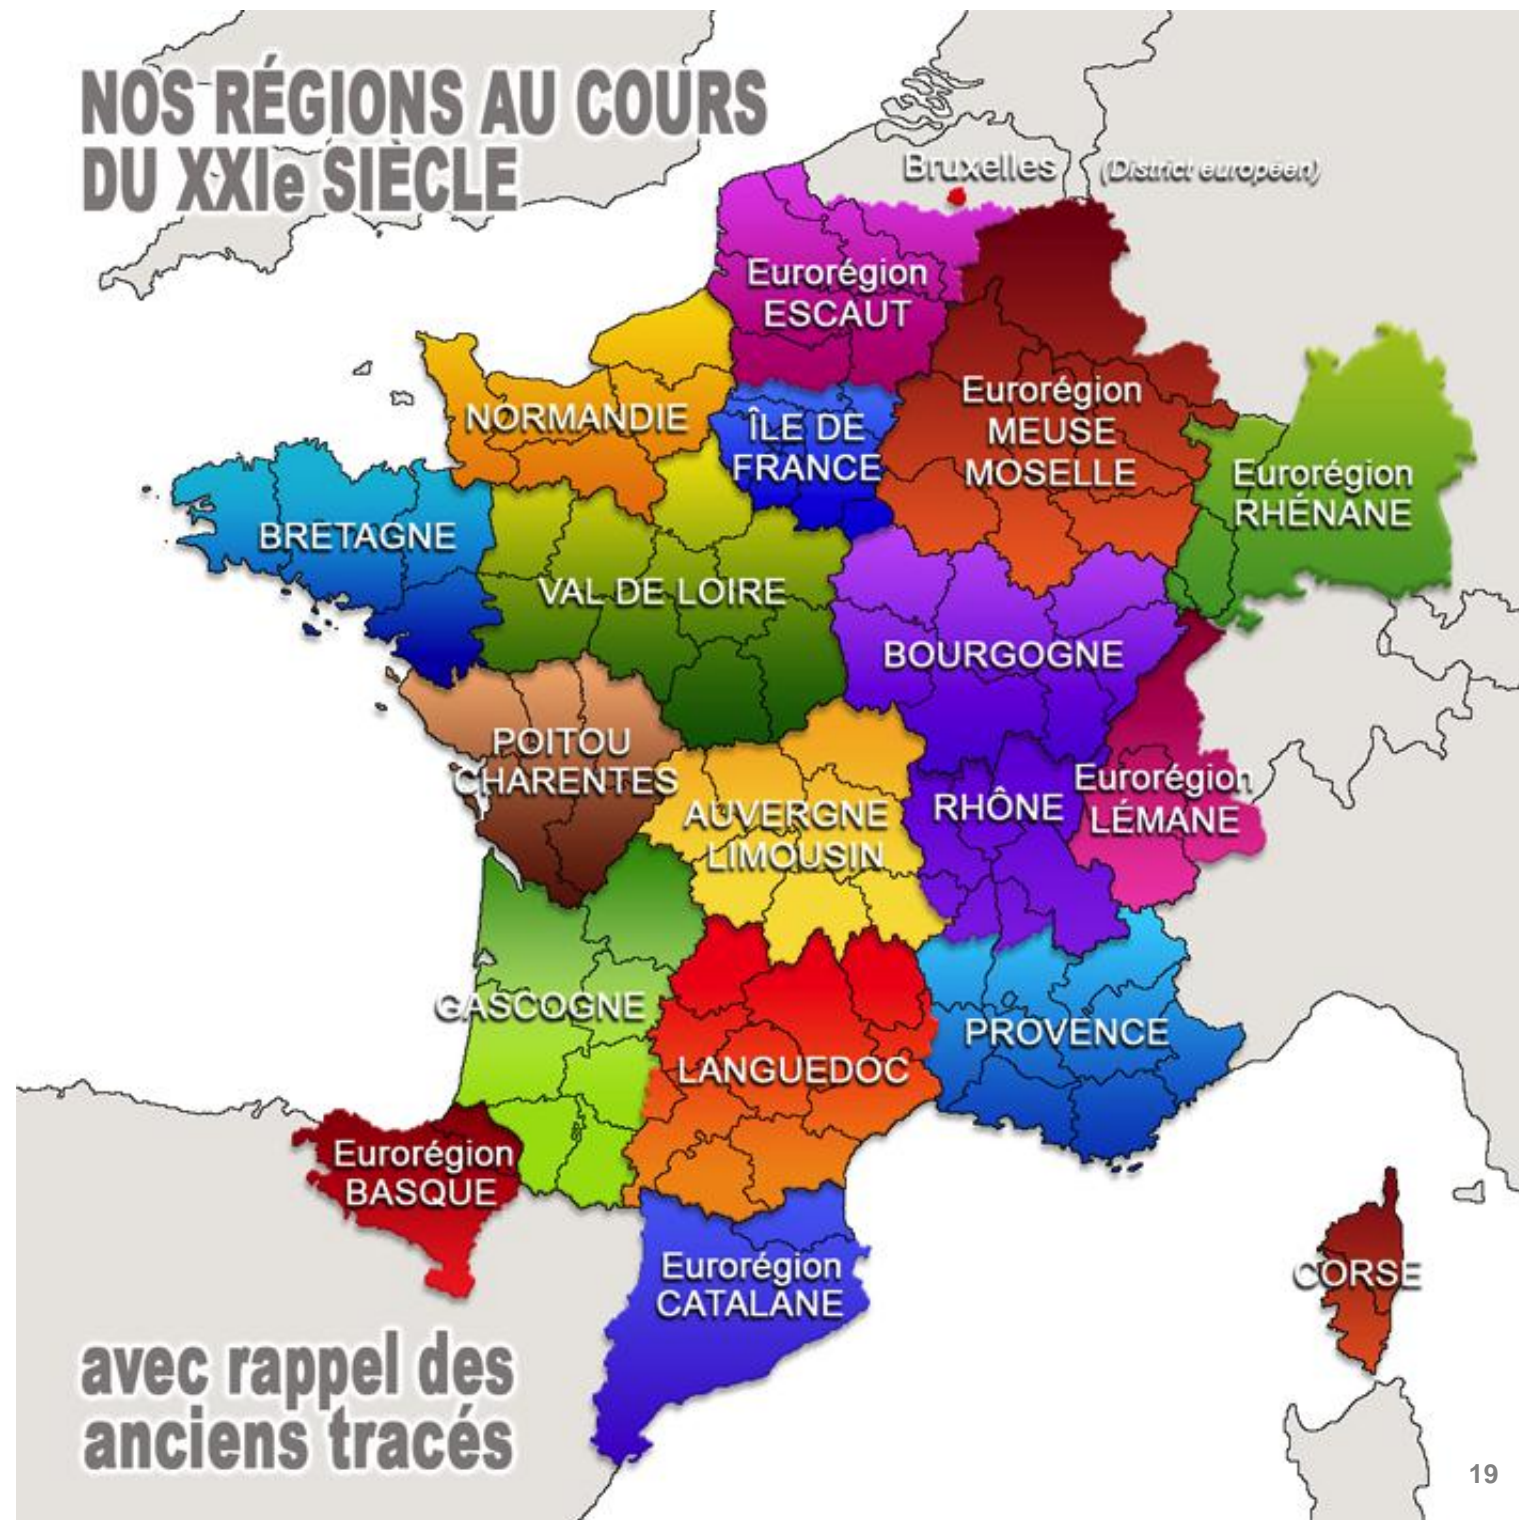 NOS RÉGIONS AU COURS
DU XXIe SIÈCLE
Bruxelles (District européen)
Eurorégion
ESCAUT
Eurorégion
MEUSE
MOSELLE
NORMANDIE
ÎLE DE
FRANCE
Eurorégion
RHÉNANE
BRETAGNE
VAL DE LOIRE
BOURGOGNE
POITOU
CHARENTES
AUVERGNE
LIMOUSIN
RHÔNE
Eurorégion
LÉMANE
GASCOGNE
LANGUEDOC
PROVENCE
Eurorégion
BASQUE
Eurorégion
CATALANE
CORSE
avec rappel des
anciens tracés
19